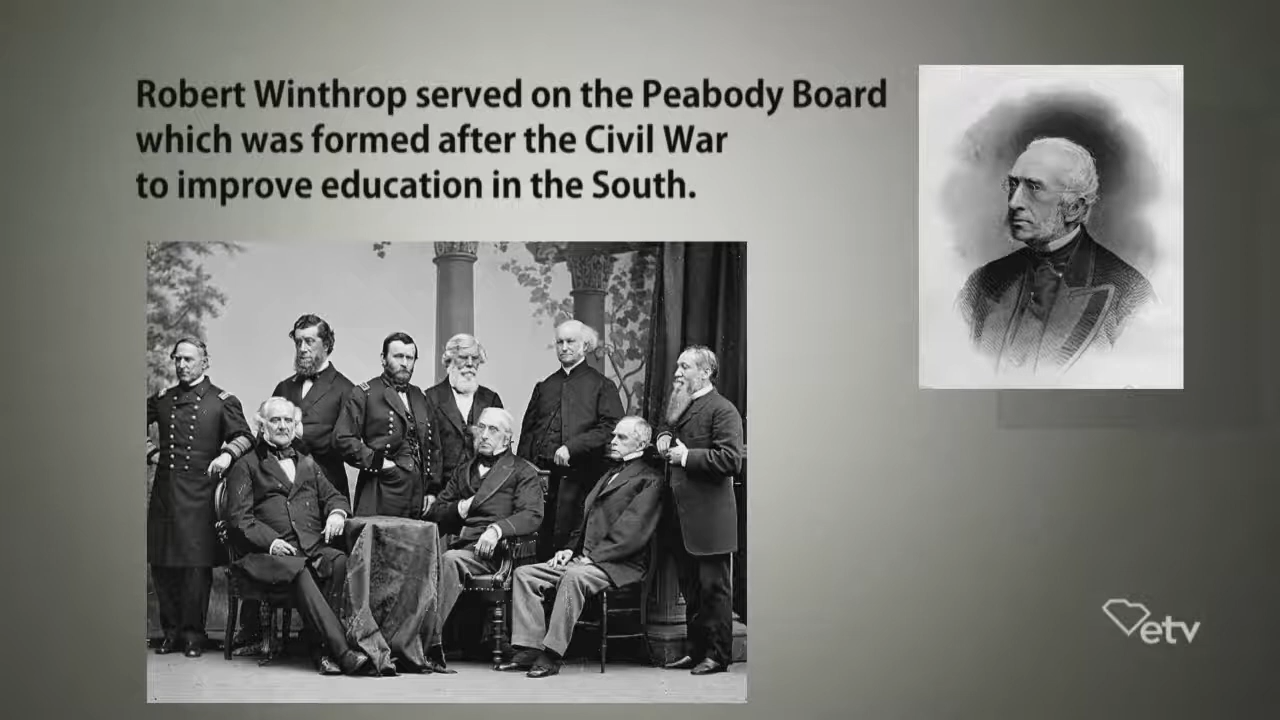 Robert Winthrop served on the Peabody Board
which was formed after the Civil War
to improve education in the South.
etv